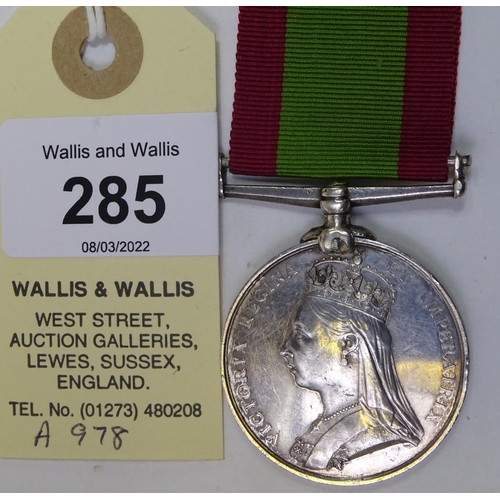 Wallis and Wallis
285
08/03/2022
WALLIS & WALLIS
WEST STREET,
AUCTION GALLERIES,
LEWES, SUSSEX,
ENGLAND.
TEL. No. (01273) 480208
A 978
VICTORIA REGINA ET IMPERATRIX